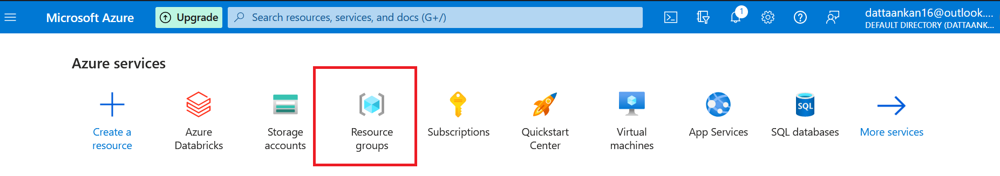 Microsoft Azure
Upgrade
Search resources, services, and docs (G+/)
>_
1
?
dattaankan16@outlook....
DEFAULT DIRECTORY (DATTAANK...
Azure services
Create a
resource
Azure
Databricks
Storage
accounts
Resource
groups
Subscriptions
Quickstart
Center
Virtual
machines
App Services
SQL
SQL databases
More services